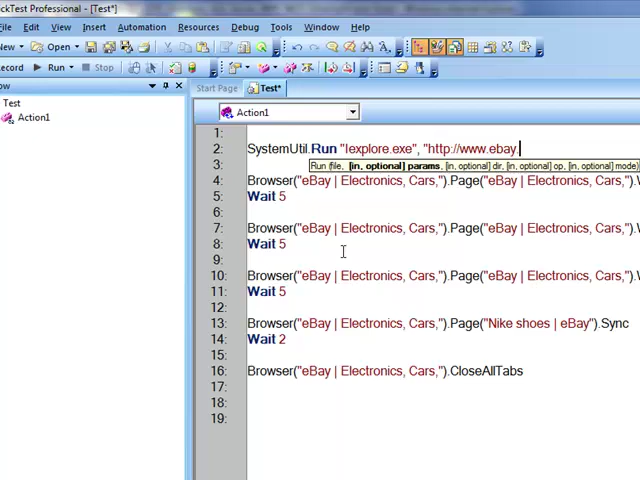 ckTest Professional - [Test*]
File Edit View Insert Automation Resources Debug Tools Window Help
New Open
Record Run
ow Start Page Test*
Test
Action1
Action1
1:
2: SystemUtil.Run "Iexplore.exe", "http://www.ebay.
3: Run (file, [in, optional] params, [in, optional] dir, [in, optional] op, [in, optional] mode)
4: Browser("eBay | Electronics, Cars,").Page("eBay | Electronics, Cars,").W
5: Wait 5
6:
7: Browser("eBay | Electronics, Cars,").Page("eBay | Electronics, Cars,").W
8: Wait 5
9:
10: Browser("eBay | Electronics, Cars,").Page("eBay | Electronics, Cars,").W
11: Wait 5
12:
13: Browser("eBay | Electronics, Cars,").Page("Nike shoes | eBay").Sync
14: Wait 2
15:
16: Browser("eBay | Electronics, Cars,").CloseAllTabs
17:
18:
19: